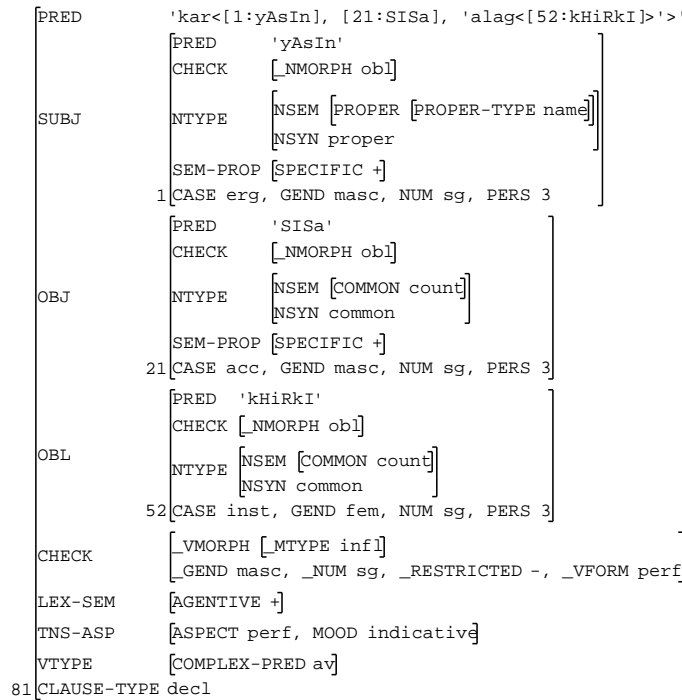 PRED 'kar<[1:yAsIn], [21:SISa], 'alag<[52:kHiRkI]>'>'
PRED 'yAsIn'
CHECK [_NMORPH obl]
SUBJ NTYPE [NSEM [PROPER [PROPER-TYPE name]]
NSYN proper]
SEM-PROP [SPECIFIC +]
1 CASE erg, GEND masc, NUM sg, PERS 3
PRED 'SISa'
CHECK [_NMORPH obl]
OBJ NTYPE [NSEM [COMMON count]
NSYN common]
SEM-PROP [SPECIFIC +]
21 CASE acc, GEND masc, NUM sg, PERS 3
PRED 'kHiRkI'
CHECK [_NMORPH obl]
OBL NTYPE [NSEM [COMMON count]
NSYN common]
52 CASE inst, GEND fem, NUM sg, PERS 3
CHECK [_VMORPH [_MTYPE infl]
_GEND masc, _NUM sg, _RESTRICTED -, _VFORM perf
LEX-SEM [AGENTIVE +]
TNS-ASP [ASPECT perf, MOOD indicative]
VTYPE [COMPLEX-PRED av]
81 CLAUSE-TYPE decl